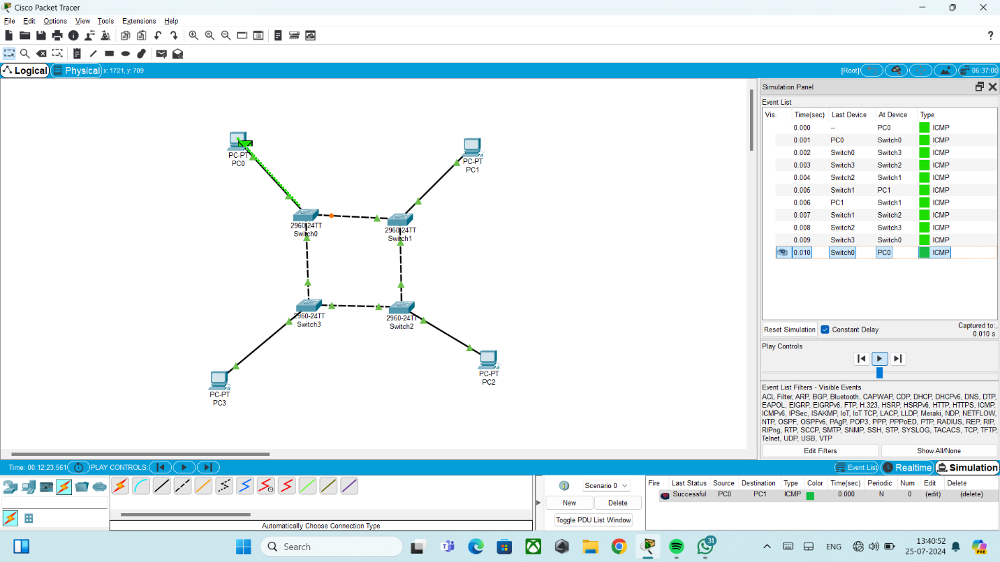 Cisco Packet Tracer
File Edit Options View Tools Extensions Help
?
Logical Physical x: 1721, y: 709 [Root] 06:37:00
PC-PT
PC0
PC-PT
PC1
2960-24TT
Switch0
2960-24TT
Switch1
2960-24TT
Switch3
2960-24TT
Switch2
PC-PT
PC2
PC-PT
PC3
Simulation Panel
Event List
Vis. Time(sec) Last Device At Device Type
0.000 -- PC0 ICMP
0.001 PC0 Switch0 ICMP
0.002 Switch0 Switch3 ICMP
0.003 Switch3 Switch2 ICMP
0.004 Switch2 Switch1 ICMP
0.005 Switch1 PC1 ICMP
0.006 PC1 Switch1 ICMP
0.007 Switch1 Switch2 ICMP
0.008 Switch2 Switch3 ICMP
0.009 Switch3 Switch0 ICMP
0.010 Switch0 PC0 ICMP
Reset Simulation Constant Delay Captured to:
0.010 s
Play Controls
Event List Filters - Visible Events
ACL Filter, ARP, BGP, Bluetooth, CAPWAP, CDP, DHCP, DHCPv6, DNS, DTP,
EAPOL, EIGRP, EIGRPv6, FTP, H.323, HSRP, HSRPv6, HTTP, HTTPS, ICMP,
ICMPv6, IPSec, ISAKMP, IoT, IoT TCP, LACP, LLDP, Meraki, NDP, NETFLOW,
NTP, OSPF, OSPFv6, PAgP, POP3, PPP, PPPoED, PTP, RADIUS, REP, RIP,
RIPng, RTP, SCCP, SMTP, SNMP, SSH, STP, SYSLOG, TACACS, TCP, TFTP,
Telnet, UDP, USB, VTP
Edit Filters Show All/None
Time: 00:12:23.561 PLAY CONTROLS: Event List Realtime Simulation
Automatically Choose Connection Type
Scenario 0
New Delete
Toggle PDU List Window
Fire Last Status Source Destination Type Color Time(sec) Periodic Num Edit Delete
Successful PC0 PC1 ICMP 0.000 N 0 (edit) (delete)
Search 31 ENG 13:40:52
25-07-2024
PRE